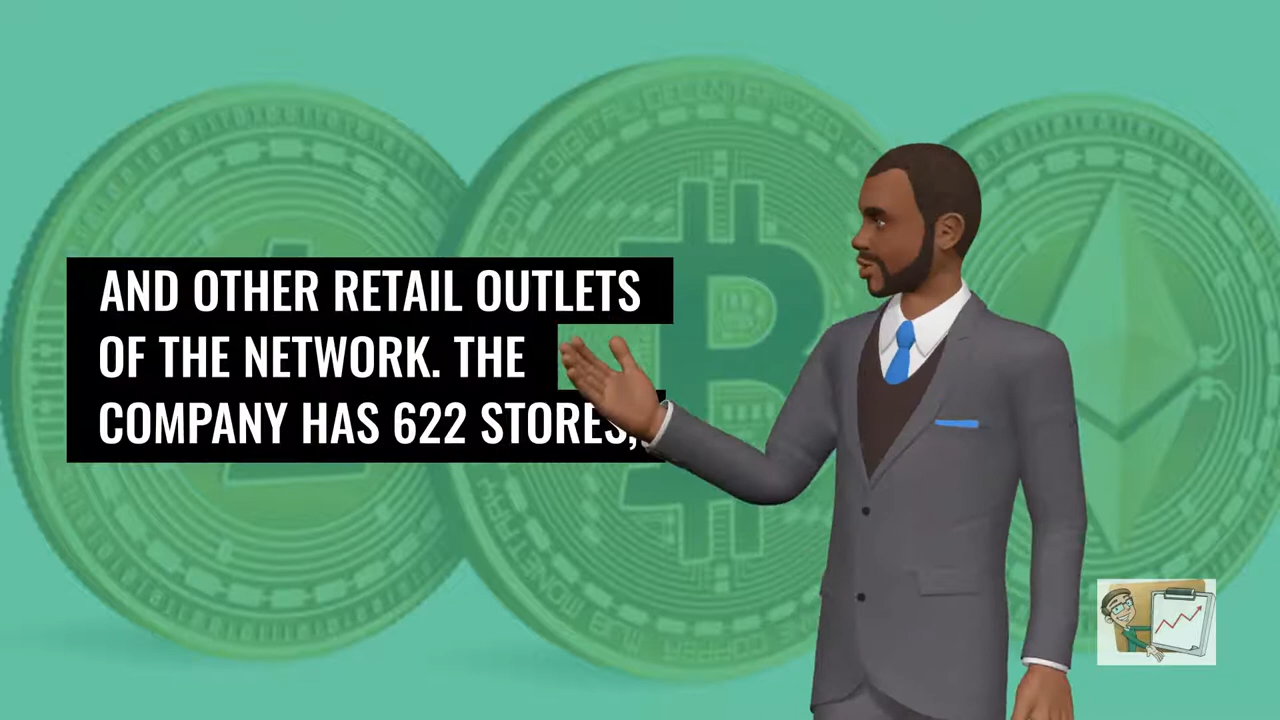 AND OTHER RETAIL OUTLETS
OF THE NETWORK. THE
COMPANY HAS 622 STORES,